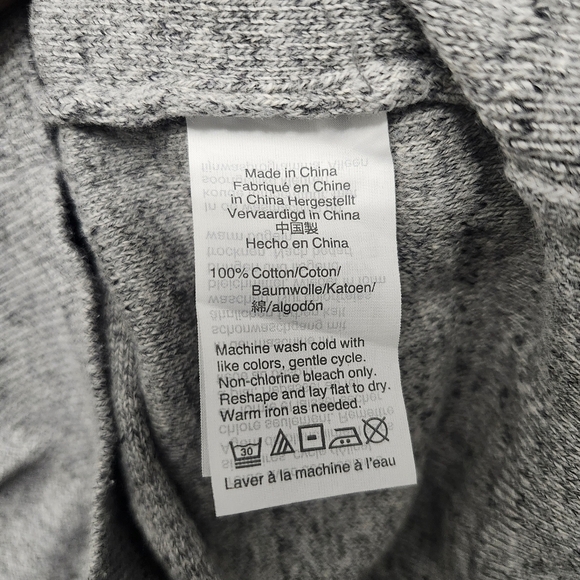 Made in China
Fabriqué en Chine
in China Hergestellt
Vervaardigd in China
中国製
Hecho en China
100% Cotton/Coton/
Baumwolle/Katoen/
綿/algodón
Machine wash cold with
like colors, gentle cycle.
Non-chlorine bleach only.
Reshape and lay flat to dry.
Warm iron as needed.
30
Laver à la machine à l'eau